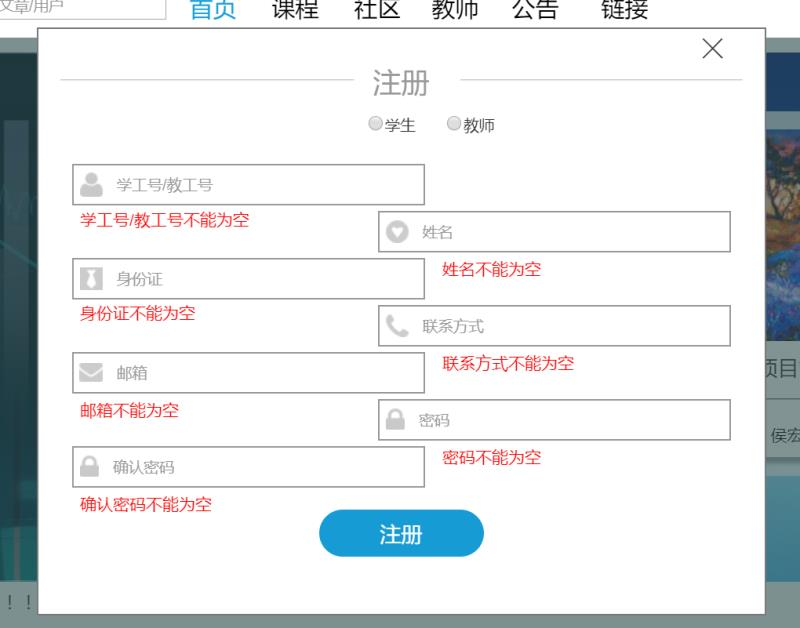 文章/用户
首页 课程 社区 教师 公告 链接
注册
学生 教师
学工号/教工号
学工号/教工号不能为空
姓名
姓名不能为空
身份证
身份证不能为空
联系方式
联系方式不能为空
邮箱
邮箱不能为空
密码
密码不能为空
确认密码
确认密码不能为空
注册
项目
侯宏
！！